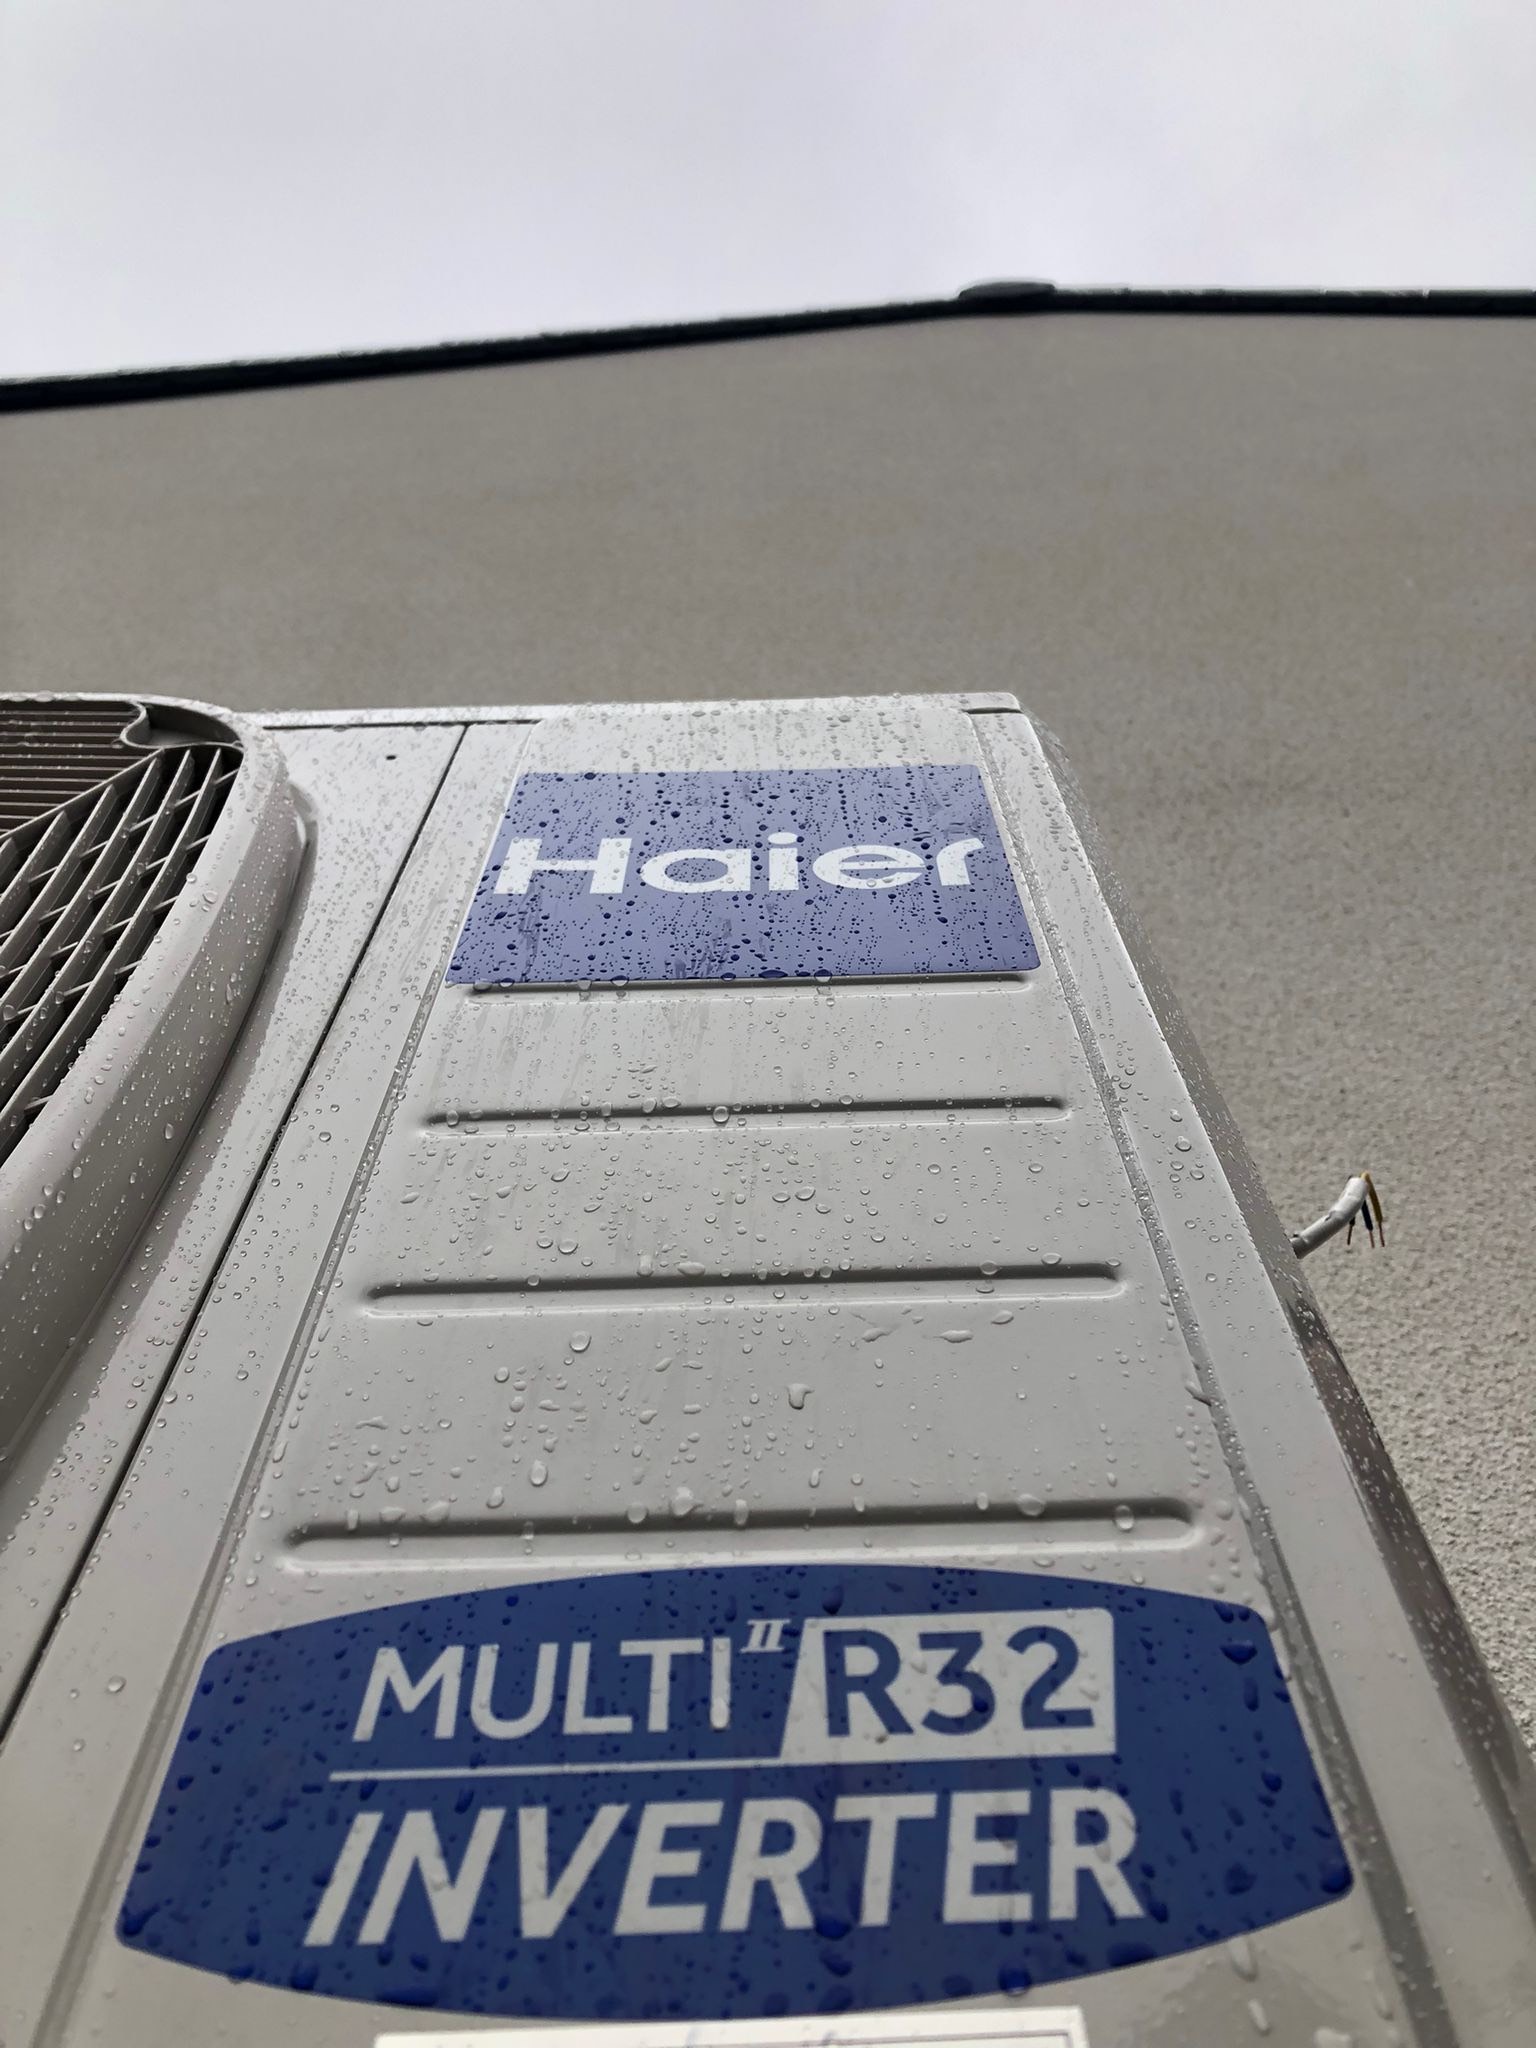 Haier
MULTI II R32
INVERTER